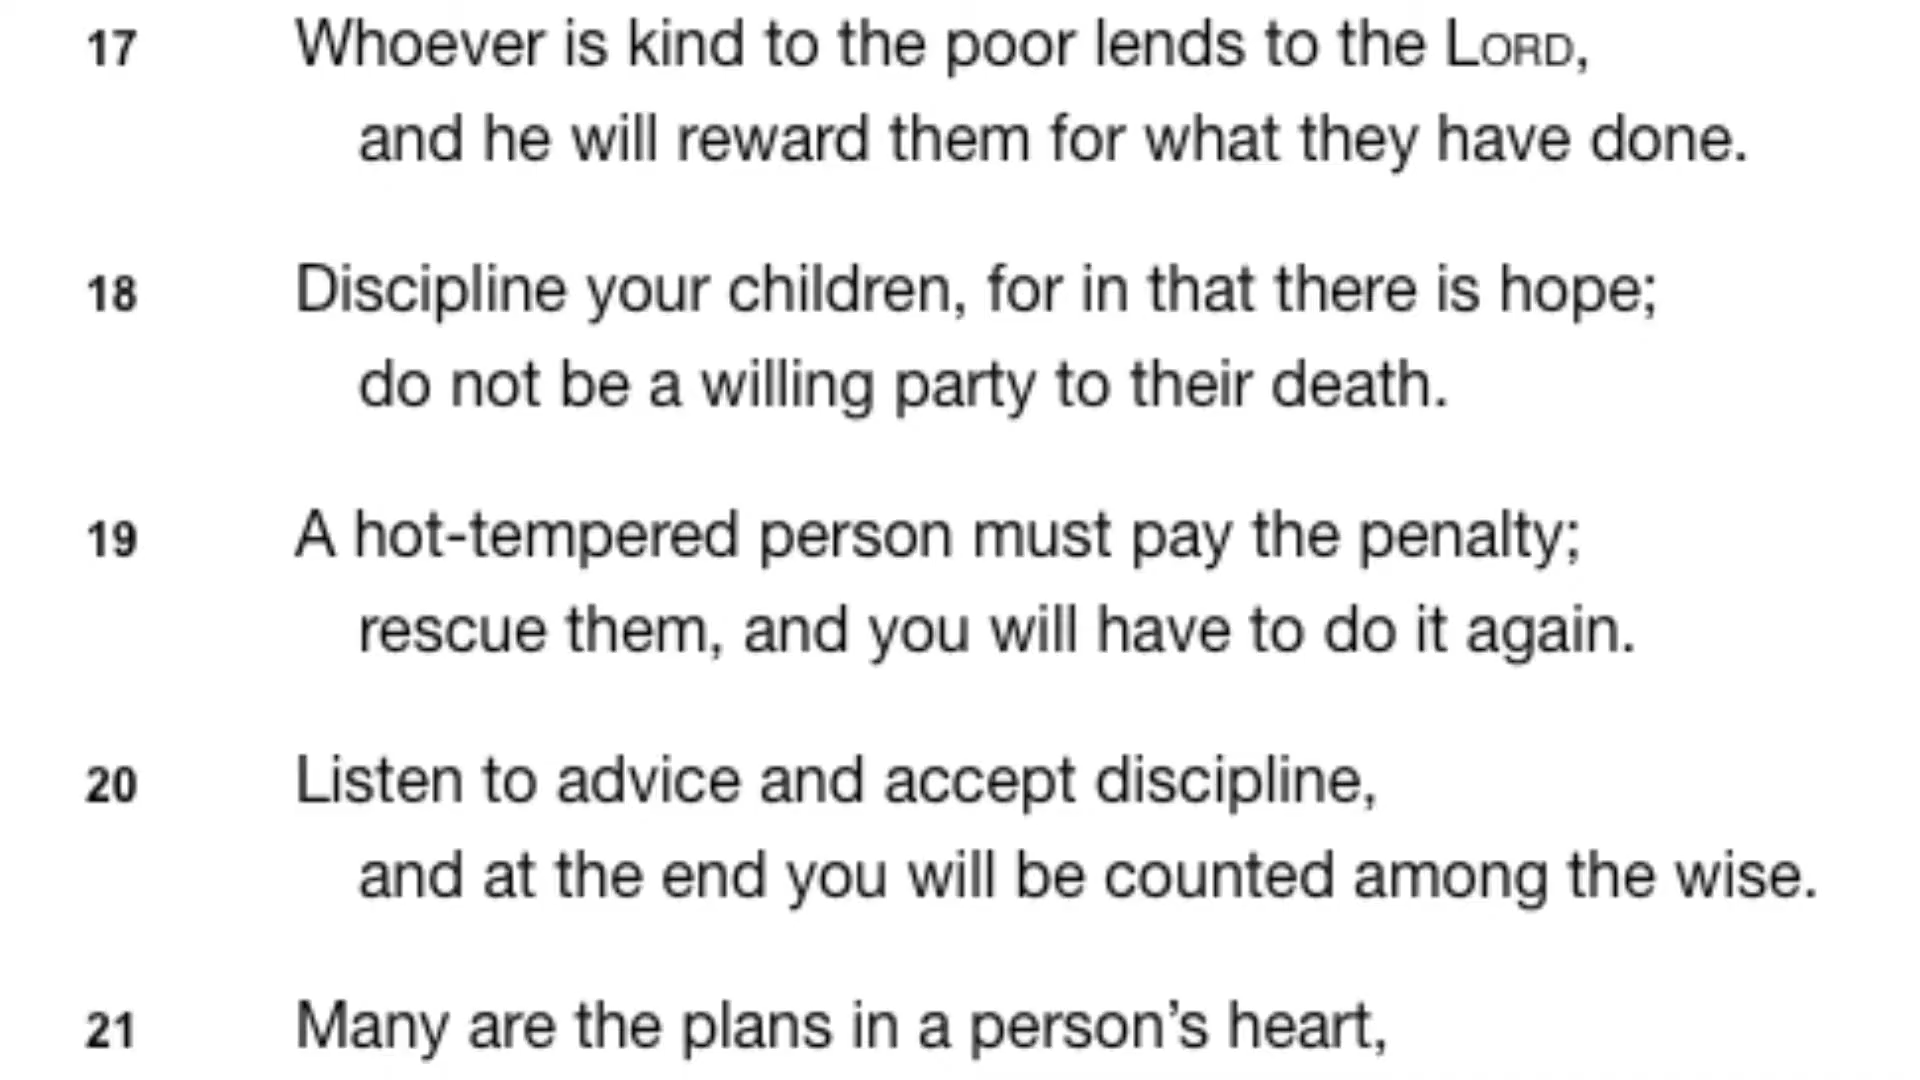 17 Whoever is kind to the poor lends to the LORD,
and he will reward them for what they have done.
18 Discipline your children, for in that there is hope;
do not be a willing party to their death.
19 A hot-tempered person must pay the penalty;
rescue them, and you will have to do it again.
20 Listen to advice and accept discipline,
and at the end you will be counted among the wise.
21 Many are the plans in a person’s heart,